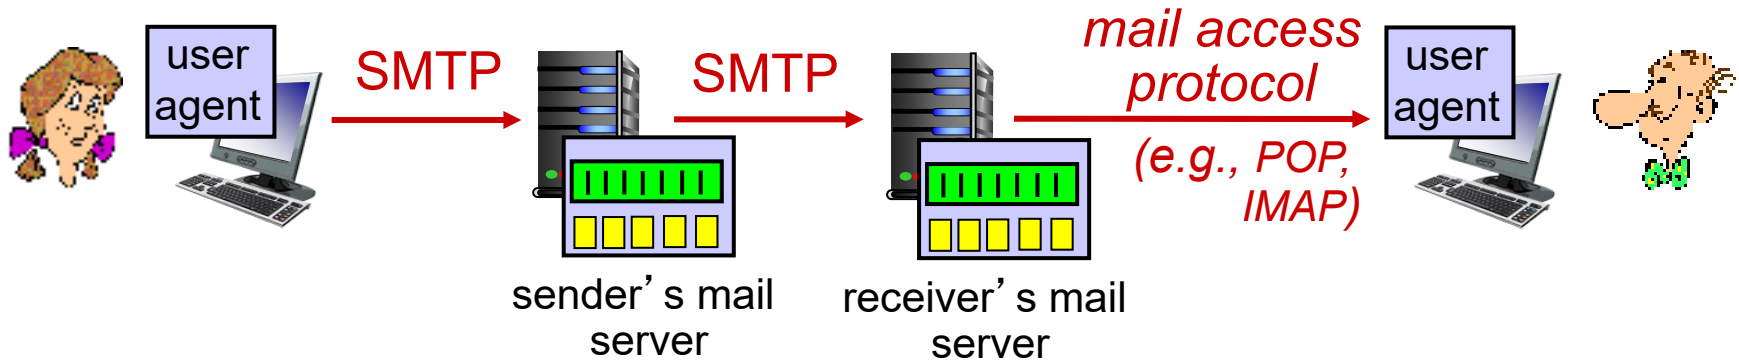 user
agent
SMTP
SMTP
mail access
protocol
(e.g., POP,
IMAP)
user
agent
sender’s mail
server
receiver’s mail
server